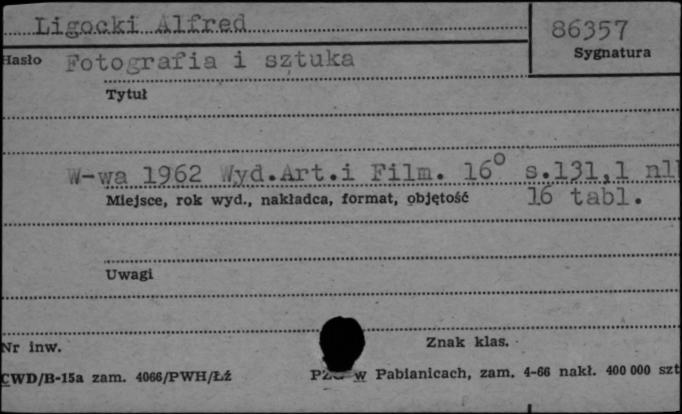 Ligocki Alfred
86357
Hasło
Fotografia i sztuka
Sygnatura
Tytuł
W-wa 1962 Wyd.Art.i Film. 16° s.131,1 nl
Miejsce, rok wyd., nakładca, format, objętość
16 tabl.
Uwagi
Nr inw.
Znak klas.
CWD/B-15a zam. 4066/PWH/Łź
w Pabianicach, zam. 4-66 nakł. 400 000 szt